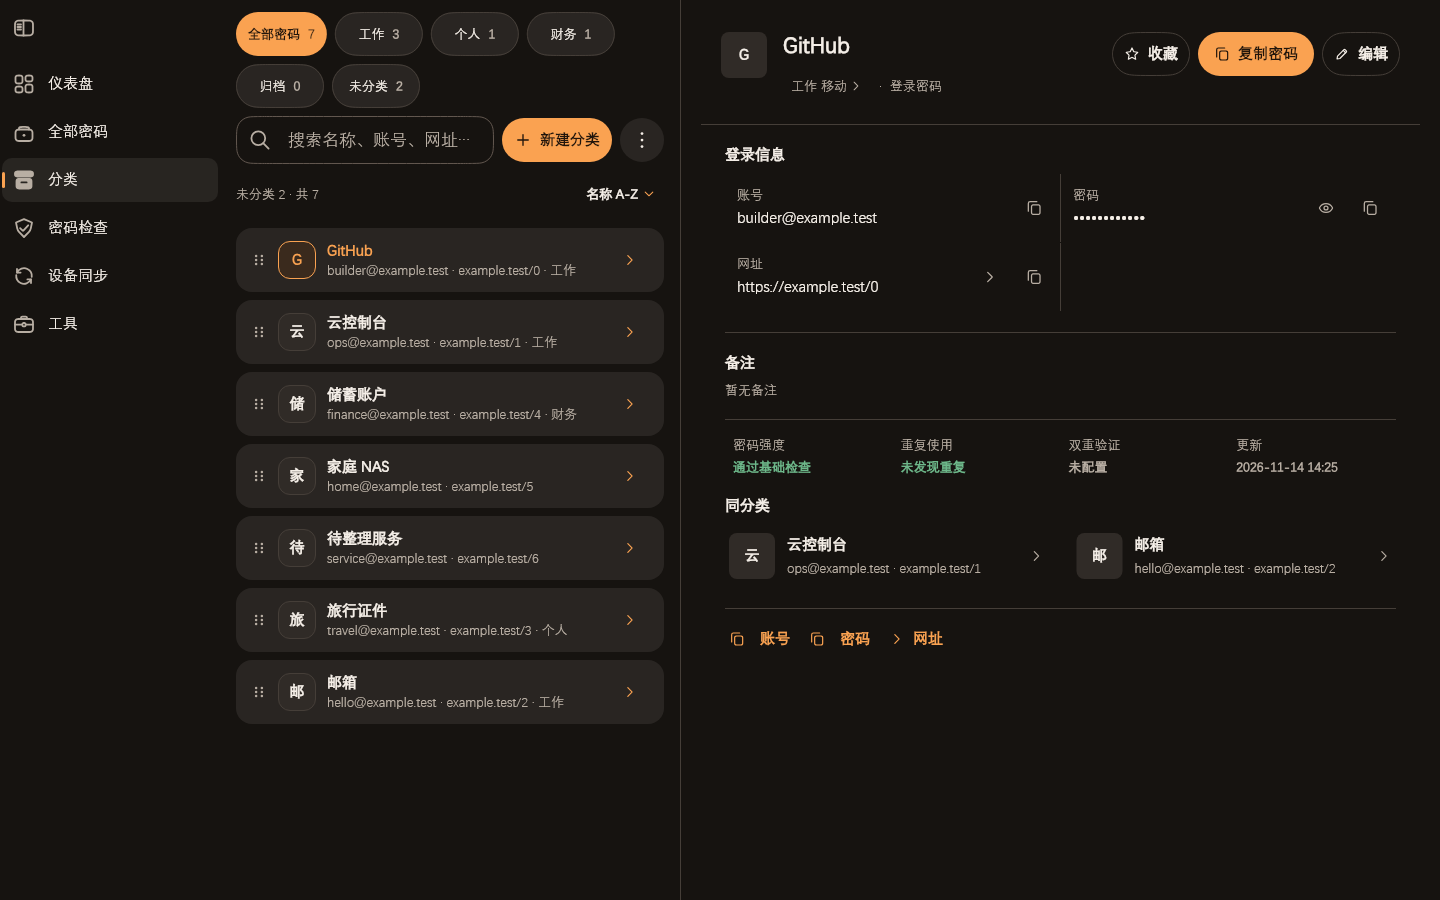 仪表盘
全部密码
分类
密码检查
设备同步
工具
全部密码 7
工作 3
个人 1
财务 1
归档 0
未分类 2
搜索名称、账号、网址…
新建分类
未分类 2 · 共 7
名称 A-Z
G
GitHub
builder@example.test · example.test/0 · 工作
云
云控制台
ops@example.test · example.test/1 · 工作
储
储蓄账户
finance@example.test · example.test/4 · 财务
家
家庭 NAS
home@example.test · example.test/5
待
待整理服务
service@example.test · example.test/6
旅
旅行证件
travel@example.test · example.test/3 · 个人
邮
邮箱
hello@example.test · example.test/2 · 工作
G
GitHub
工作 移动 · 登录密码
收藏
复制密码
编辑
登录信息
账号
builder@example.test
密码
••••••••••••
网址
https://example.test/0
备注
暂无备注
密码强度
通过基础检查
重复使用
未发现重复
双重验证
未配置
更新
2026-11-14 14:25
同分类
云
云控制台
ops@example.test · example.test/1
邮
邮箱
hello@example.test · example.test/2
账号
密码
网址